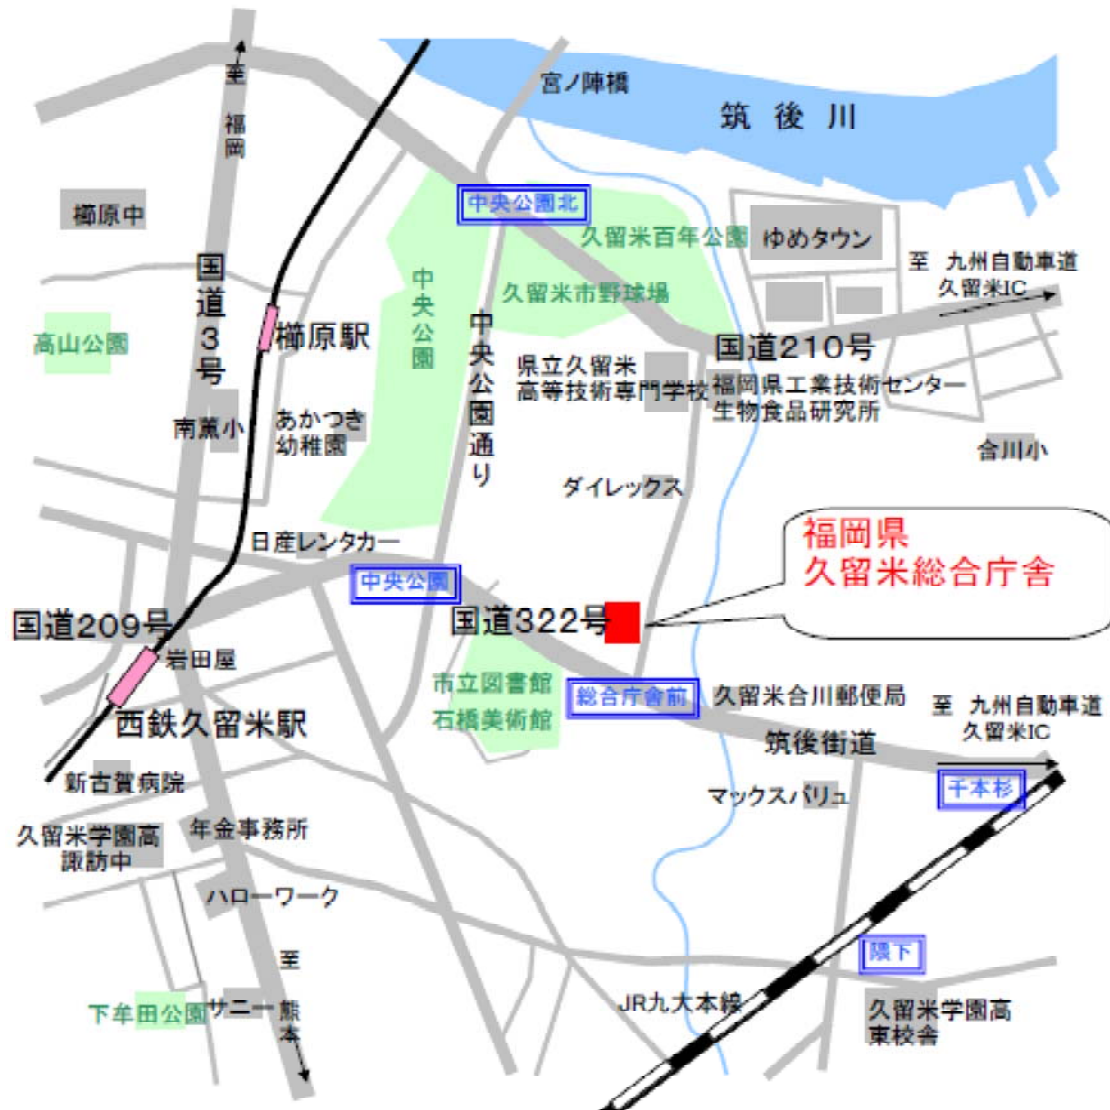 宮ノ陣橋
至 福岡
筑後川
櫛原中
中央公園北
久留米百年公園
ゆめタウン
至 九州自動車道
久留米IC
国道3号
中央公園
久留米市野球場
高山公園
櫛原駅
中央公園通り
国道210号
県立久留米
高等技術専門学校
福岡県工業技術センター
生物食品研究所
南薫小
あかつき
幼稚園
合川小
ダイレックス
福岡県
久留米総合庁舎
日産レンタカー
中央公園
国道209号
国道322号
岩田屋
市立図書館
石橋美術館
総合庁舎前
久留米合川郵便局
至 九州自動車道
久留米IC
西鉄久留米駅
筑後街道
新古賀病院
千本杉
マックスバリュ
久留米学園高
諏訪中
年金事務所
ハローワーク
隈下
至 熊本
下牟田公園
サニー
JR九大本線
久留米学園高
東校舎